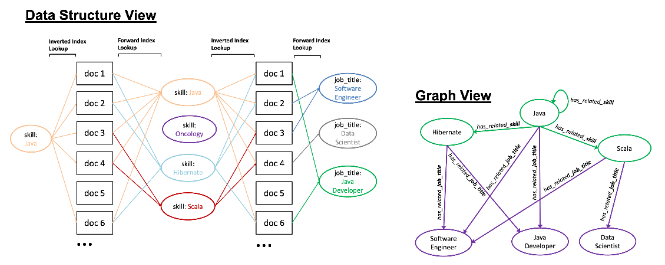 Data Structure View
Inverted Index Lookup
Forward Index Lookup
Inverted Index Lookup
Forward Index Lookup
skill: Java
doc 1
doc 2
doc 3
doc 4
doc 5
doc 6
...
skill: Java
skill: Oncology
skill: Hibernate
skill: Scala
doc 1
doc 2
doc 3
doc 4
doc 5
doc 6
...
job_title: Software Engineer
job_title: Data Scientist
job_title: Java Developer
Graph View
Java
has_related_skill
Hibernate
has_related_skill
has_related_skill
Scala
has_related_job_title
has_related_job_title
has_related_job_title
has_related_job_title
has_related_job_title
has_related_job_title
Software Engineer
Java Developer
Data Scientist